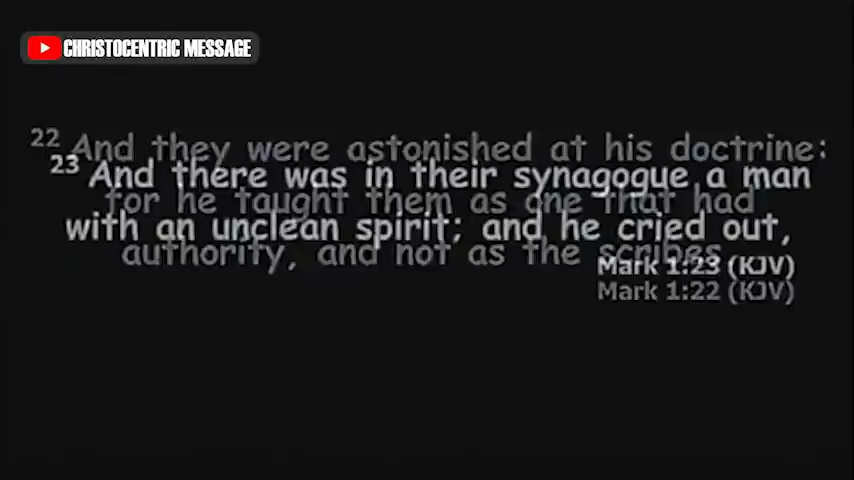 CHRISTOCENTRIC MESSAGE
22 And they were astonished at his doctrine:
for he taught them as one that had
authority, and not as the scribes.
Mark 1:22 (KJV)
23 And there was in their synagogue a man
with an unclean spirit; and he cried out,
Mark 1:23 (KJV)